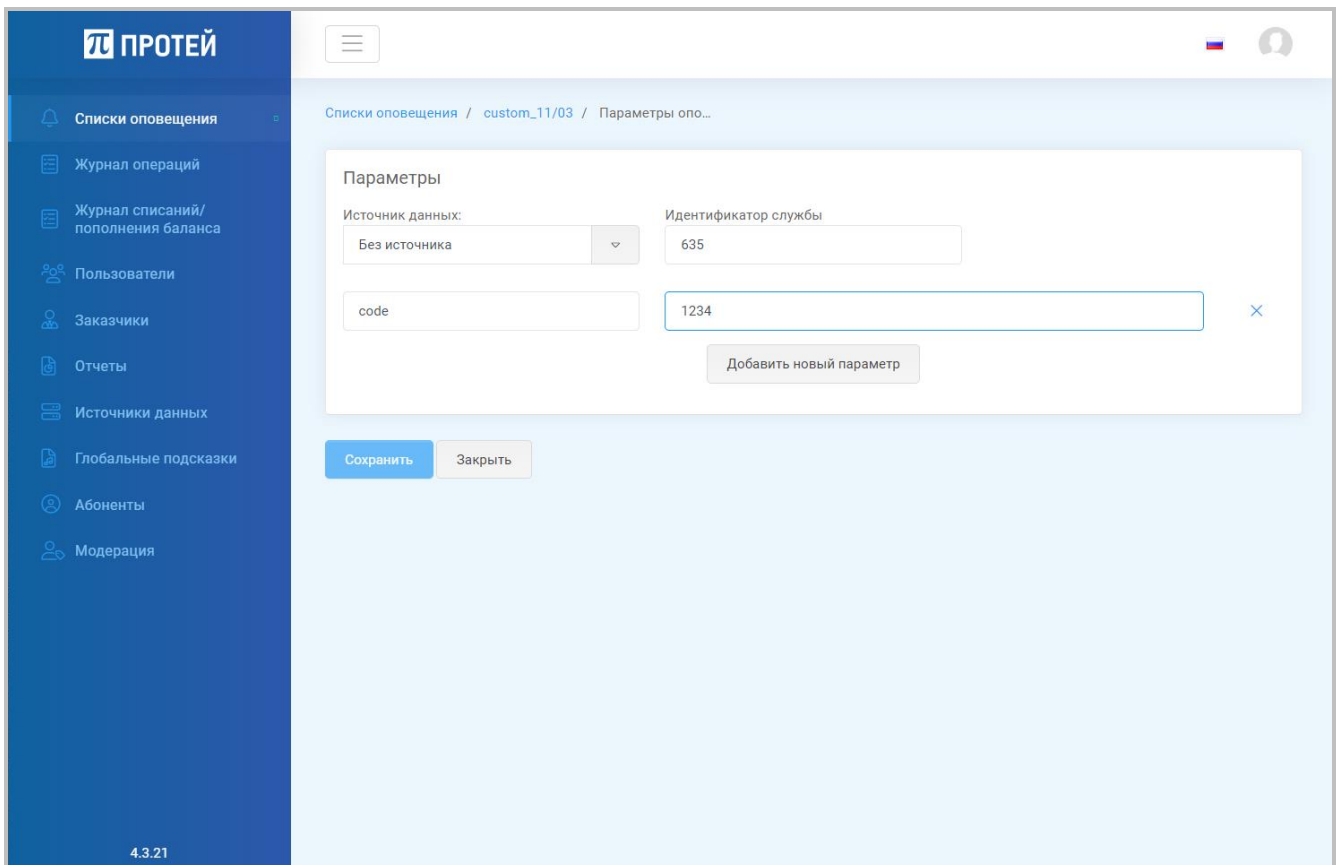 ПРОТЕЙ
Списки оповещения
Журнал операций
Журнал списаний/
пополнения баланса
Пользователи
Заказчики
Отчеты
Источники данных
Глобальные подсказки
Абоненты
Модерация
4.3.21
Списки оповещения / custom_11/03 / Параметры опо...
Параметры
Источник данных: Идентификатор службы
Без источника 635
code 1234
Добавить новый параметр
Сохранить Закрыть